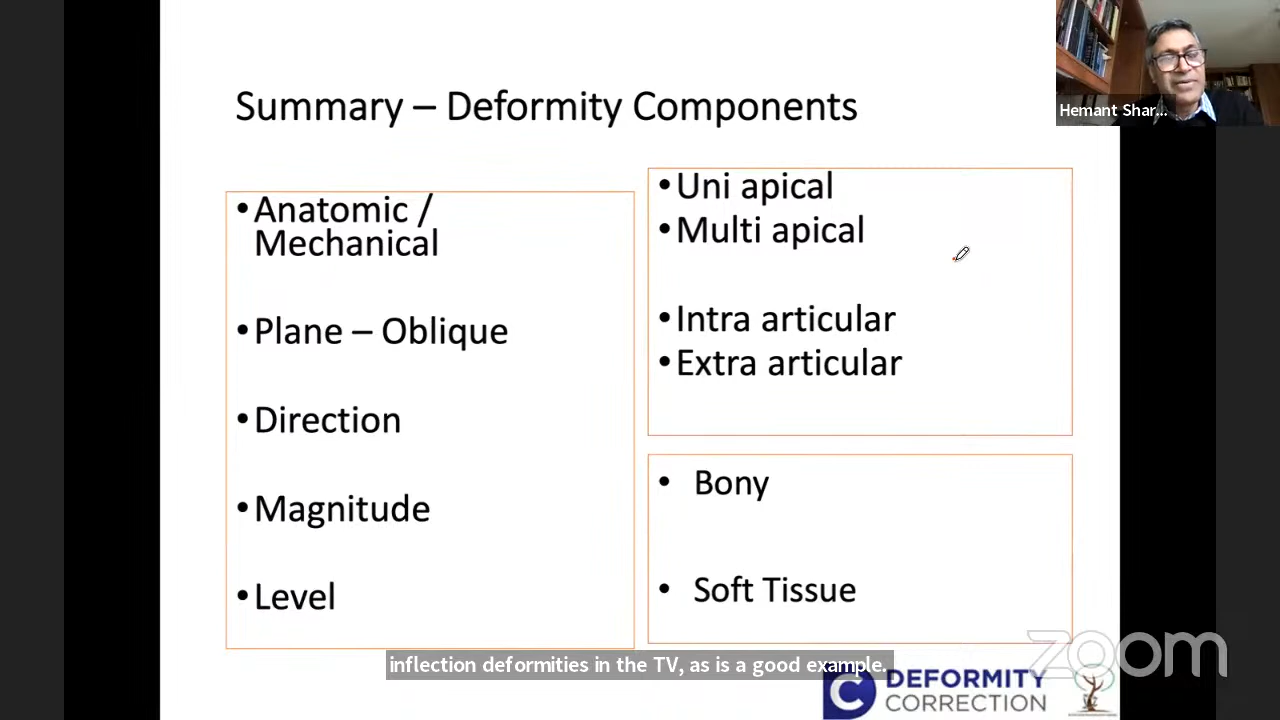 Hemant Shar...
Summary – Deformity Components
• Anatomic /
Mechanical
• Plane – Oblique
• Direction
• Magnitude
• Level
• Uni apical
• Multi apical
• Intra articular
• Extra articular
• Bony
• Soft Tissue
inflection deformities in the TV, as is a good example.
zoom
DEFORMITY
CORRECTION